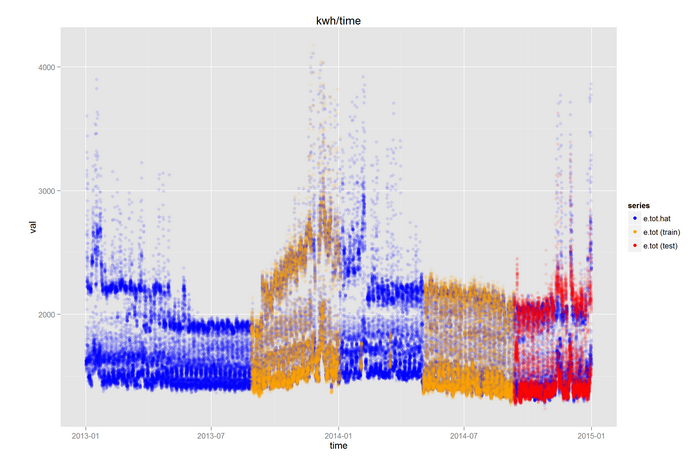 kwh/time
4000
3000
2000
val
2013-01
2013-07
2014-01
2014-07
2015-01
time
series
e.tot.hat
e.tot (train)
e.tot (test)